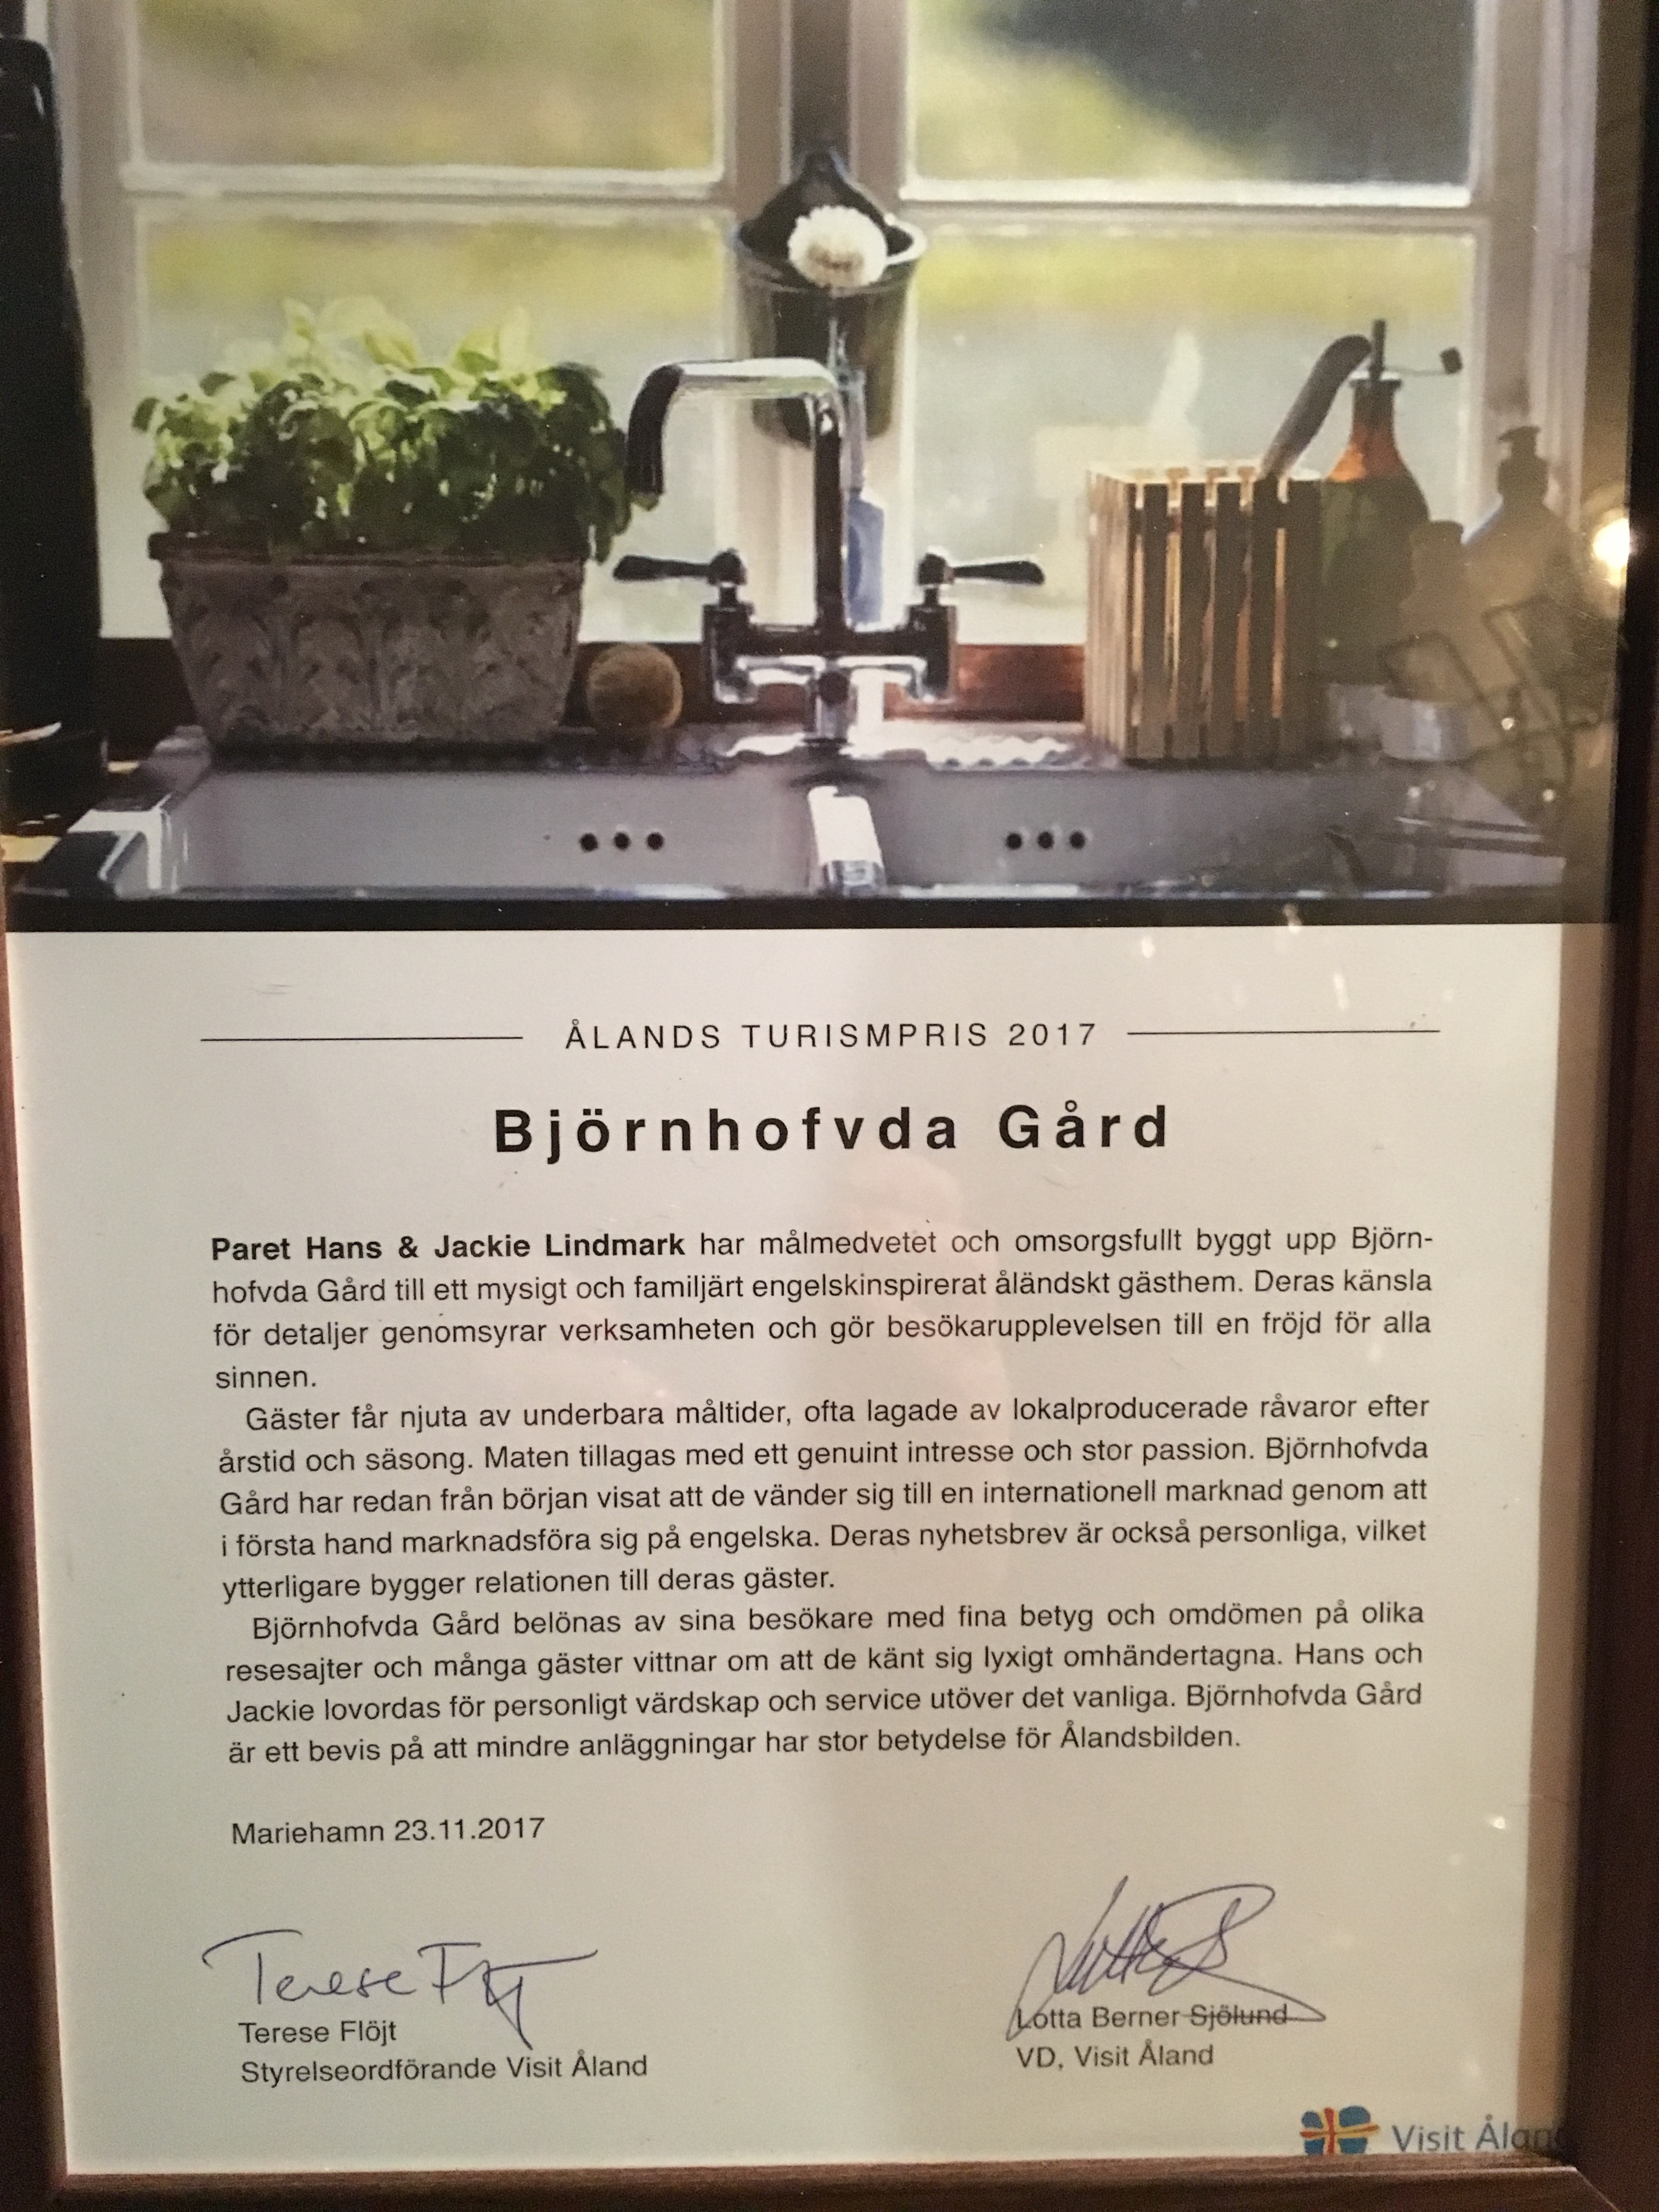 ÅLANDS TURISMPRIS 2017
Björnhofvda Gård
Paret Hans & Jackie Lindmark har målmedvetet och omsorgsfullt byggt upp Björn-
hofvda Gård till ett mysigt och familjärt engelskinspirerat åländskt gästhem. Deras känsla
för detaljer genomsyrar verksamheten och gör besökarupplevelsen till en fröjd för alla
sinnen.
Gäster får njuta av underbara måltider, ofta lagade av lokalproducerade råvaror efter
årstid och säsong. Maten tillagas med ett genuint intresse och stor passion. Björnhofvda
Gård har redan från början visat att de vänder sig till en internationell marknad genom att
i första hand marknadsföra sig på engelska. Deras nyhetsbrev är också personliga, vilket
ytterligare bygger relationen till deras gäster.
Björnhofvda Gård belönas av sina besökare med fina betyg och omdömen på olika
resesajter och många gäster vittnar om att de känt sig lyxigt omhändertagna. Hans och
Jackie lovordas för personligt värdskap och service utöver det vanliga. Björnhofvda Gård
är ett bevis på att mindre anläggningar har stor betydelse för Ålandsbilden.
Mariehamn 23.11.2017
Terese Flöjt
Terese Flöjt
Styrelseordförande Visit Åland
Lotta Berner Sjölund
VD, Visit Åland
Visit Åland